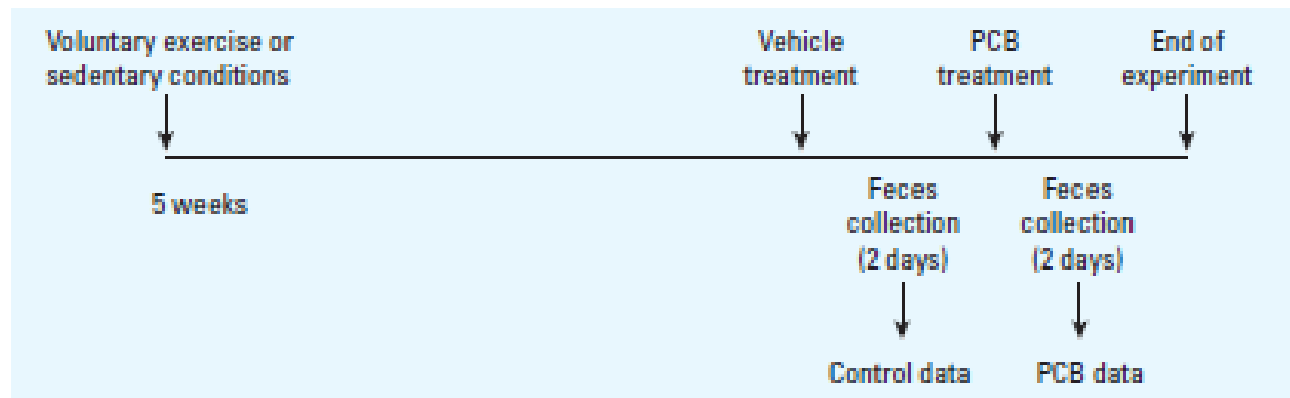 Voluntary exercise or
sedentary conditions
Vehicle
treatment
PCB
treatment
End of
experiment
5 weeks
Feces
collection
(2 days)
Feces
collection
(2 days)
Control data
PCB data